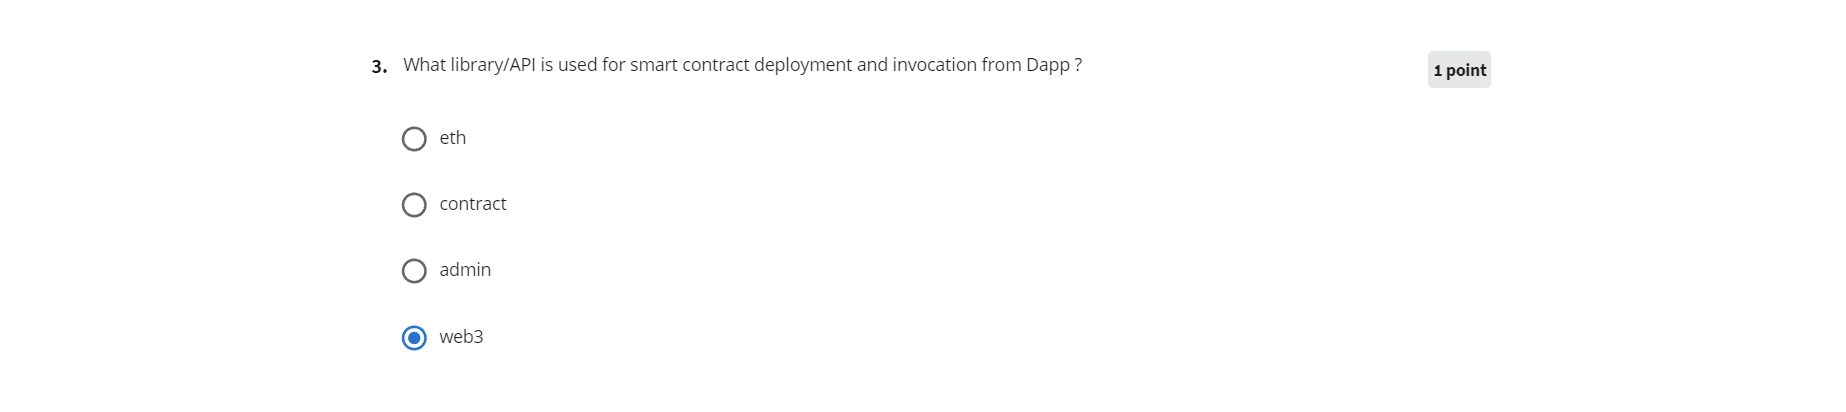 3. What library/API is used for smart contract deployment and invocation from Dapp ?
1 point
eth
contract
admin
web3